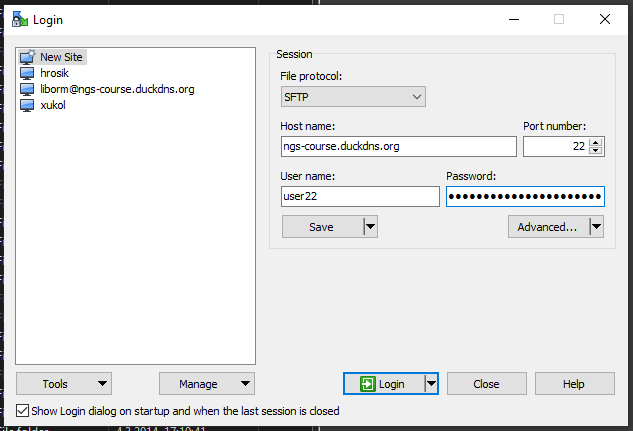 Login
New Site
hrosik
liborm@ngs-course.duckdns.org
xukol
Session
File protocol:
SFTP
Host name:
Port number:
ngs-course.duckdns.org
22
User name:
Password:
user22
●●●●●●●●●●●●●●●●●●●●●●
Save
Advanced...
Tools
Manage
Login
Close
Help
Show Login dialog on startup and when the last session is closed